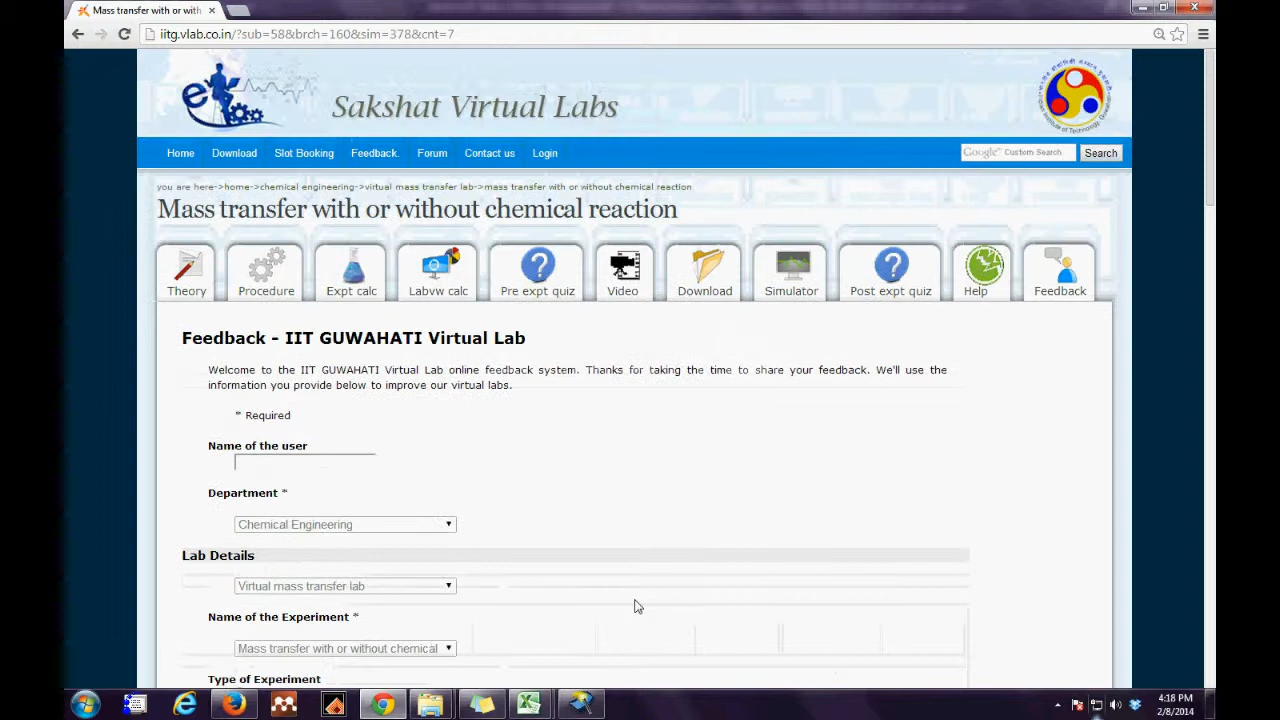 Mass transfer with or with
iitg.vlab.co.in/?sub=58&brch=160&sim=378&cnt=7
e
Sakshat Virtual Labs
Home Download Slot Booking Feedback. Forum Contact us Login Google™ Custom Search Search
you are here->home->chemical engineering->virtual mass transfer lab->mass transfer with or without chemical reaction
Mass transfer with or without chemical reaction
Theory Procedure Expt calc Labvw calc Pre expt quiz Video Download Simulator Post expt quiz Help Feedback
Feedback - IIT GUWAHATI Virtual Lab
Welcome to the IIT GUWAHATI Virtual Lab online feedback system. Thanks for taking the time to share your feedback. We'll use the
information you provide below to improve our virtual labs.
* Required
Name of the user
Department *
Chemical Engineering
Lab Details
Virtual mass transfer lab
Name of the Experiment *
Mass transfer with or without chemical
Type of Experiment
4:18 PM
2/8/2014